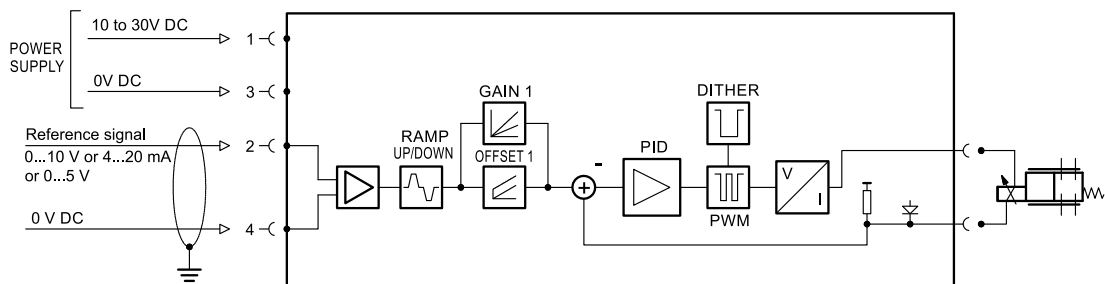 10 to 30V DC
1
POWER
SUPPLY
0V DC
3
GAIN 1
DITHER
Reference signal
2
0...10 V or 4...20 mA
or 0...5 V
RAMP
UP/DOWN
OFFSET 1
-
PID
V
I
+
PWM
0 V DC
4